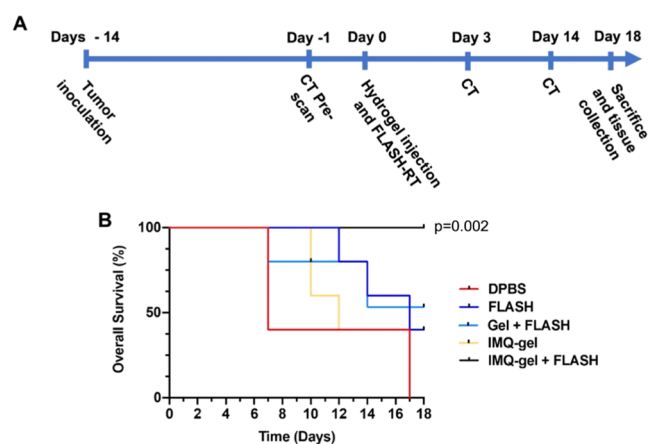 A
Days - 14
Day -1
Day 0
Day 3
Day 14
Day 18
Tumor
inoculation
CT Pre-
scan
Hydrogel injection
and FLASH-RT
CT
CT
Sacrifice
and tissue
collection
B
Overall Survival (%)
100
50
0
p=0.002
0 2 4 6 8 10 12 14 16 18
Time (Days)
DPBS
FLASH
Gel + FLASH
IMQ-gel
IMQ-gel + FLASH